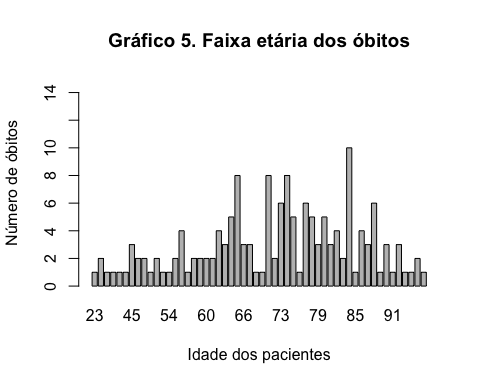 Gráfico 5. Faixa etária dos óbitos
Número de óbitos
14
10
8
6
4
2
0
23 45 54 60 66 73 79 85 91
Idade dos pacientes